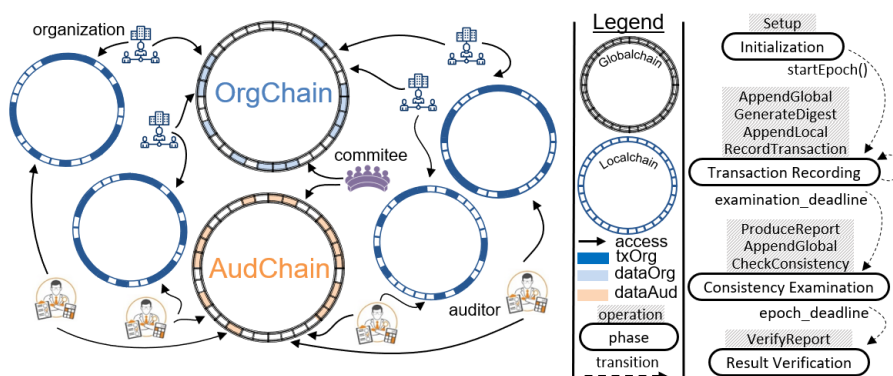 organization
OrgChain
commitee
AudChain
auditor
Legend
Globalchain
Localchain
access
txOrg
dataOrg
dataAud
operation
phase
transition
Setup
Initialization
startEpoch()
AppendGlobal
GenerateDigest
AppendLocal
RecordTransaction
Transaction Recording
examination_deadline
ProduceReport
AppendGlobal
CheckConsistency
Consistency Examination
epoch_deadline
VerifyReport
Result Verification